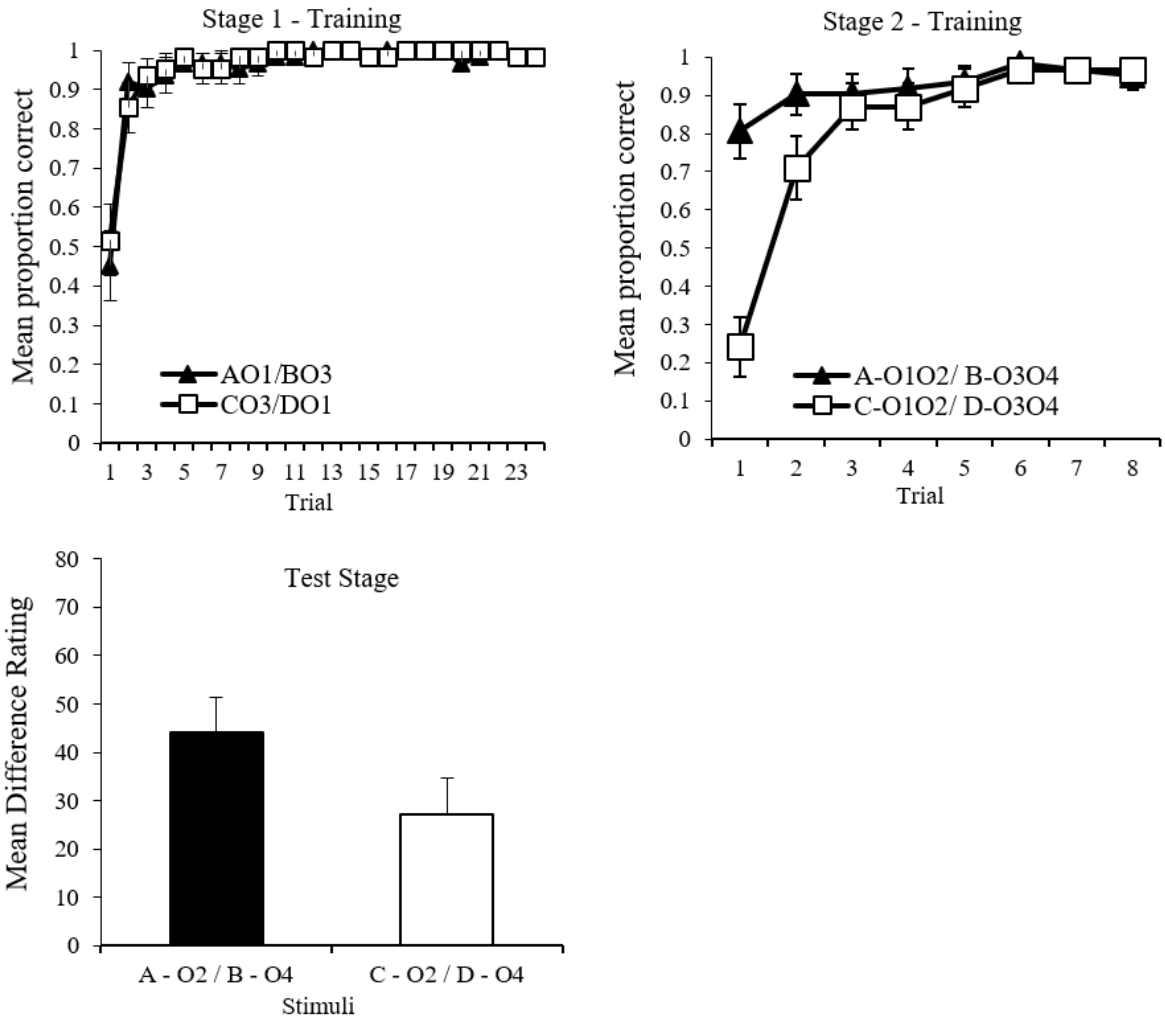 Stage 1 - Training
Mean proportion correct
1
0.9
0.8
0.7
0.6
0.5
0.4
0.3
0.2
0.1
0
AO1/BO3
CO3/DO1
1 3 5 7 9 11 13 15 17 19 21 23
Trial
Stage 2 - Training
Mean proportion correct
1
0.9
0.8
0.7
0.6
0.5
0.4
0.3
0.2
0.1
0
A-O1O2/ B-O3O4
C-O1O2/ D-O3O4
1 2 3 4 5 6 7 8
Trial
Test Stage
Mean Difference Rating
80
70
60
50
40
30
20
10
0
A - O2 / B - O4 C - O2 / D - O4
Stimuli